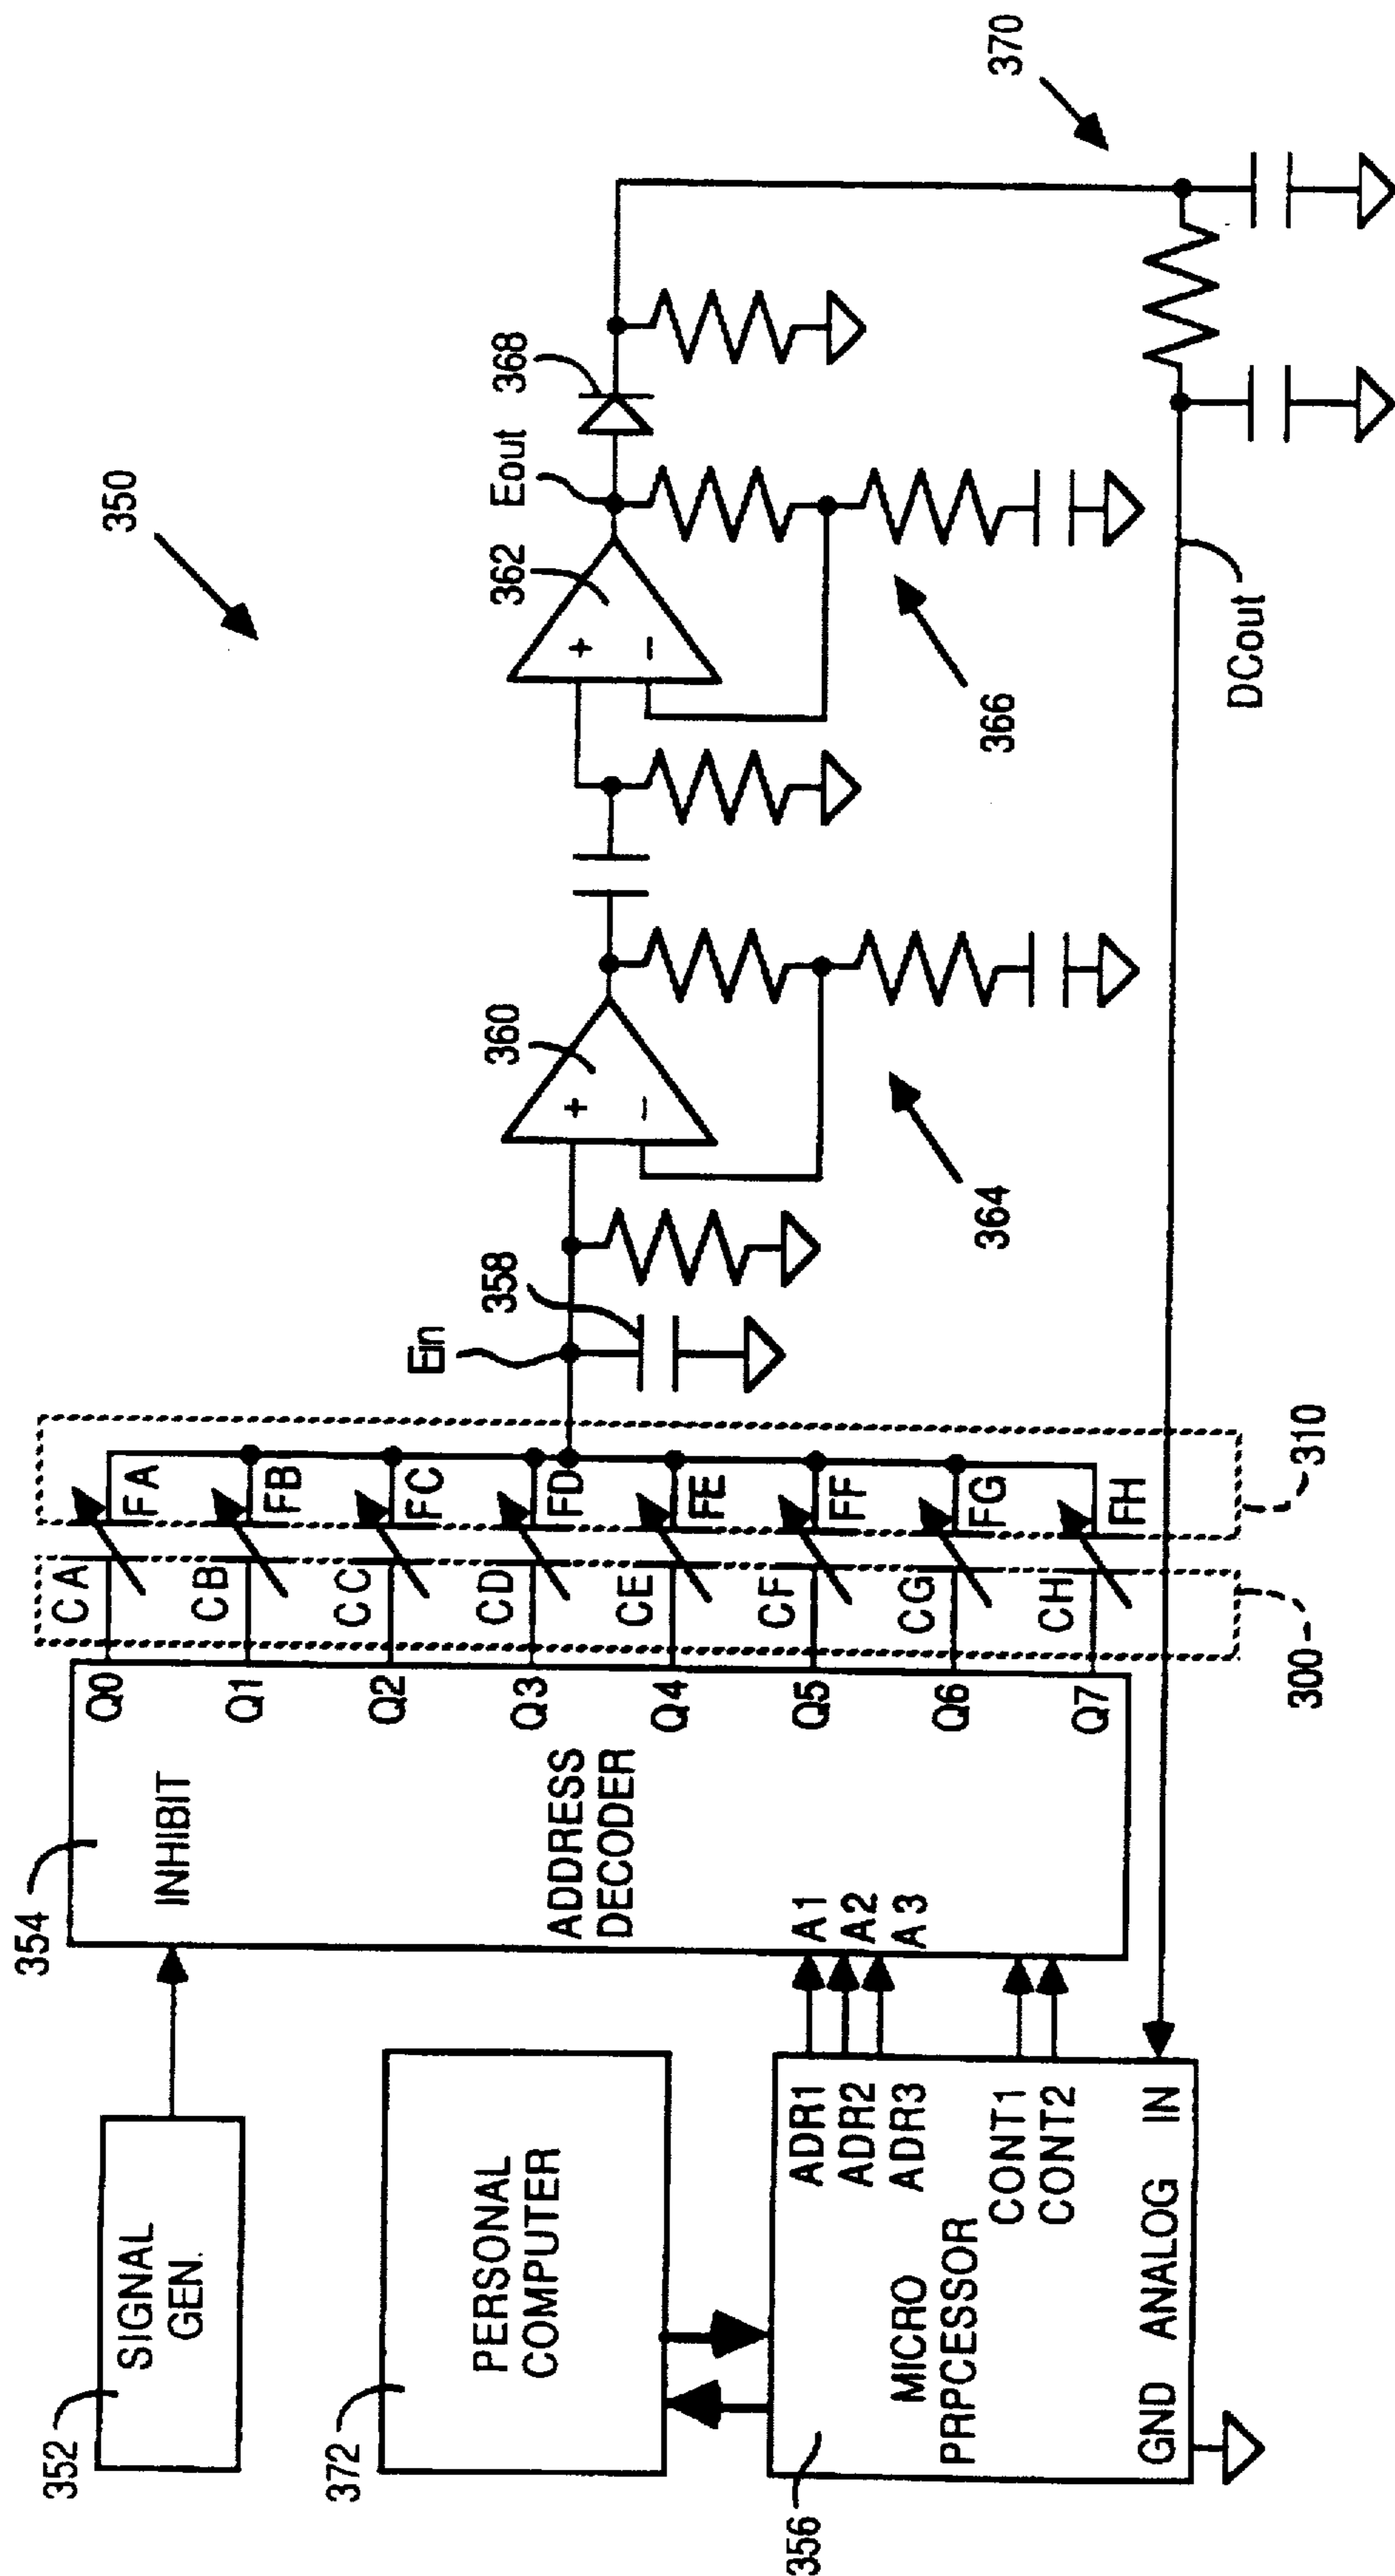 350
352
SIGNAL
GEN.
354
INHIBIT
ADDRESS
DECODER
A1
A2
A3
Q0
Q1
Q2
Q3
Q4
Q5
Q6
Q7
CA
CB
CC
CD
CE
CF
CG
CH
FA
FB
FC
FD
FE
FF
FG
FH
300
310
372
PERSONAL
COMPUTER
356
MICRO
PRPCESSOR
ADR1
ADR2
ADR3
CONT1
CONT2
GND ANALOG IN
Ein
358
360
+
-
364
362
+
-
Eout
366
368
370
DCout